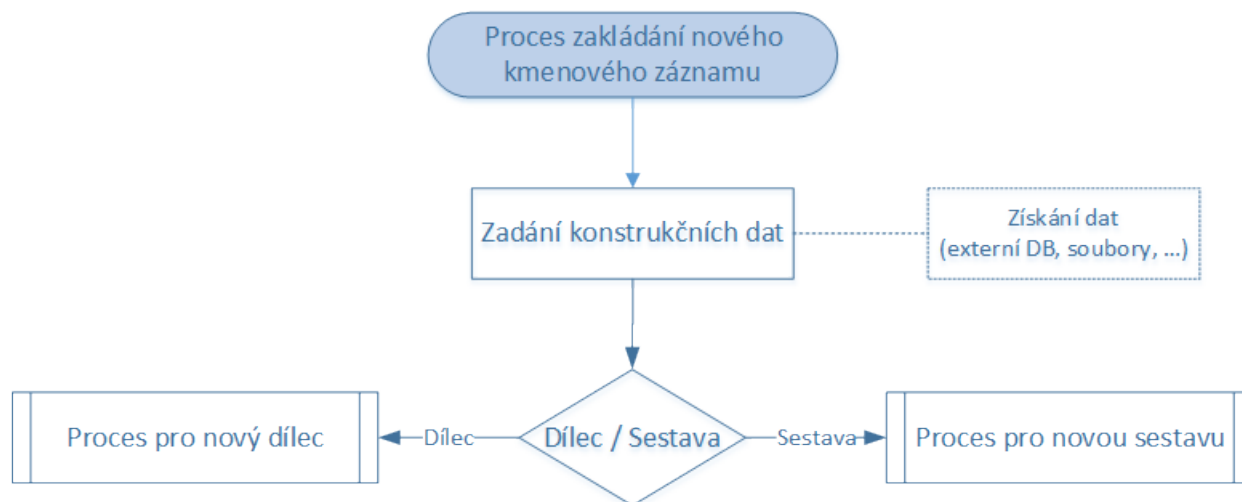 Proces zakládání nového
kmenového záznamu
Zadání konstrukčních dat
Získání dat
(externí DB, soubory, ...)
Proces pro nový dílec
Dílec
Dílec / Sestava
Sestava
Proces pro novou sestavu